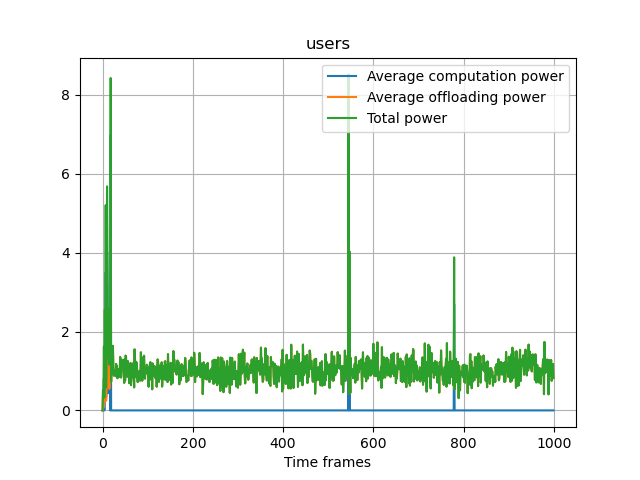 users
Average computation power
Average offloading power
Total power
8
6
4
2
0
0 200 400 600 800 1000
Time frames